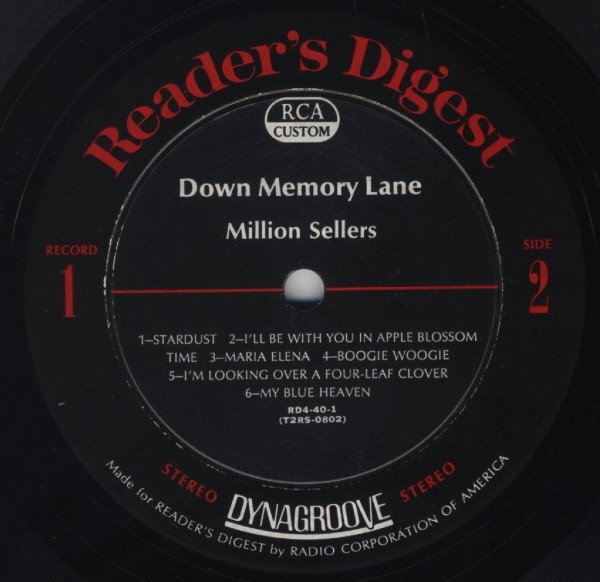 Reader's Digest
RCA
CUSTOM
Down Memory Lane
Million Sellers
RECORD
1
SIDE
2
1—STARDUST 2—I'LL BE WITH YOU IN APPLE BLOSSOM
TIME 3—MARIA ELENA 4—BOOGIE WOOGIE
5—I'M LOOKING OVER A FOUR-LEAF CLOVER
6—MY BLUE HEAVEN
RD4-40-1
(T2RS-0802)
STEREO DYNAGROOVE STEREO
Made for READER'S DIGEST by RADIO CORPORATION OF AMERICA